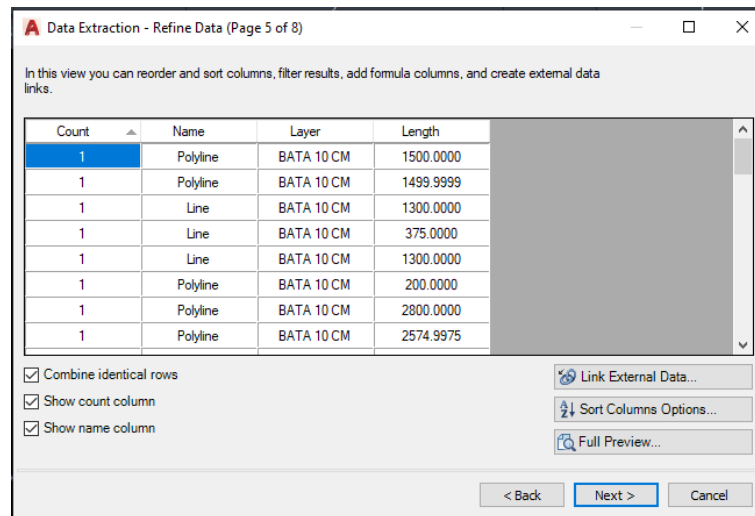 Data Extraction - Refine Data (Page 5 of 8)
In this view you can reorder and sort columns, filter results, add formula columns, and create external data
links.
Count Name Layer Length
1 Polyline BATA 10 CM 1500.0000
1 Polyline BATA 10 CM 1499.9999
1 Line BATA 10 CM 1300.0000
1 Line BATA 10 CM 375.0000
1 Line BATA 10 CM 1300.0000
1 Polyline BATA 10 CM 200.0000
1 Polyline BATA 10 CM 2800.0000
1 Polyline BATA 10 CM 2574.9975
Combine identical rows
Show count column
Show name column
Link External Data...
Sort Columns Options...
Full Preview...
< Back Next > Cancel